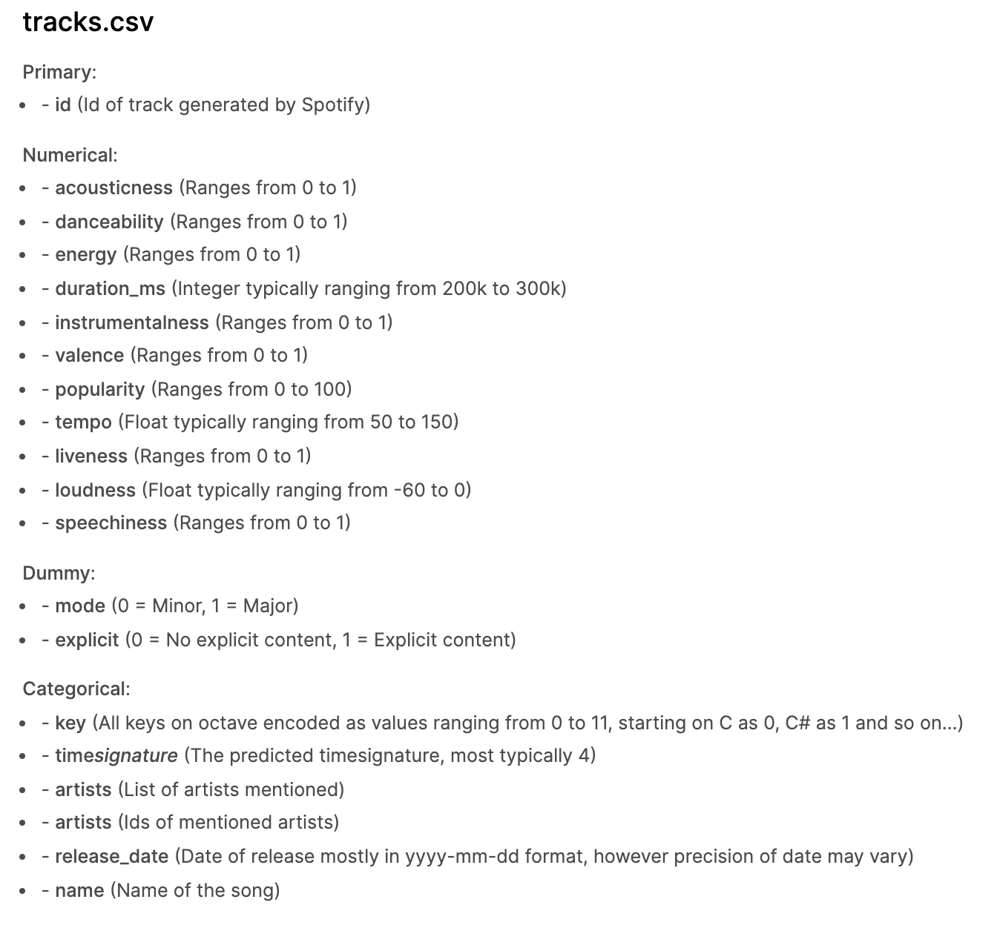 tracks.csv
Primary:
- id (Id of track generated by Spotify)
Numerical:
- acousticness (Ranges from 0 to 1)
- danceability (Ranges from 0 to 1)
- energy (Ranges from 0 to 1)
- duration_ms (Integer typically ranging from 200k to 300k)
- instrumentalness (Ranges from 0 to 1)
- valence (Ranges from 0 to 1)
- popularity (Ranges from 0 to 100)
- tempo (Float typically ranging from 50 to 150)
- liveness (Ranges from 0 to 1)
- loudness (Float typically ranging from -60 to 0)
- speechiness (Ranges from 0 to 1)
Dummy:
- mode (0 = Minor, 1 = Major)
- explicit (0 = No explicit content, 1 = Explicit content)
Categorical:
- key (All keys on octave encoded as values ranging from 0 to 11, starting on C as 0, C# as 1 and so on...)
- timesignature (The predicted timesignature, most typically 4)
- artists (List of artists mentioned)
- artists (Ids of mentioned artists)
- release_date (Date of release mostly in yyyy-mm-dd format, however precision of date may vary)
- name (Name of the song)